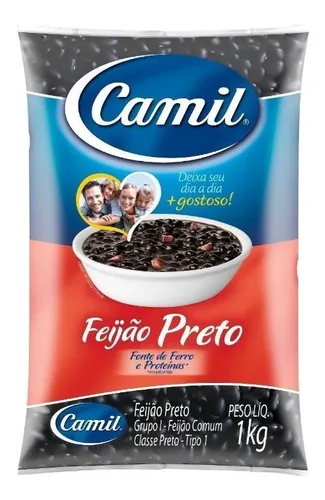 Camil®
Deixa seu
dia a dia
+gostoso!
Feijão Preto
Fonte de Ferro
e Proteínas*
Camil®
Feijão Preto
Grupo I - Feijão Comum
Classe Preto - Tipo 1
PESO LÍQ.
1kg